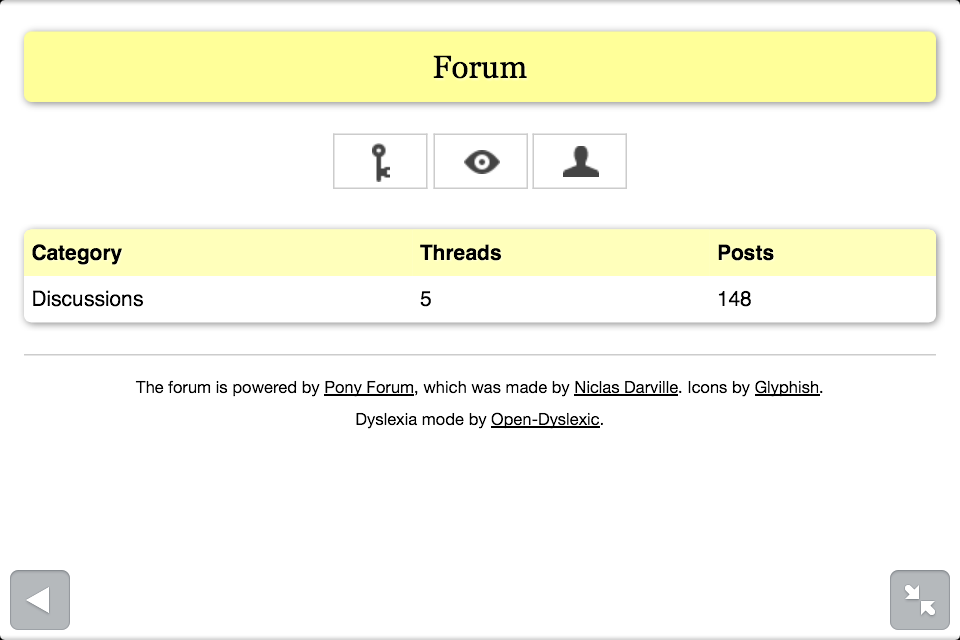 Forum
Category Threads Posts
Discussions 5 148
The forum is powered by Pony Forum, which was made by Niclas Darville. Icons by Glyphish.
Dyslexia mode by Open-Dyslexic.